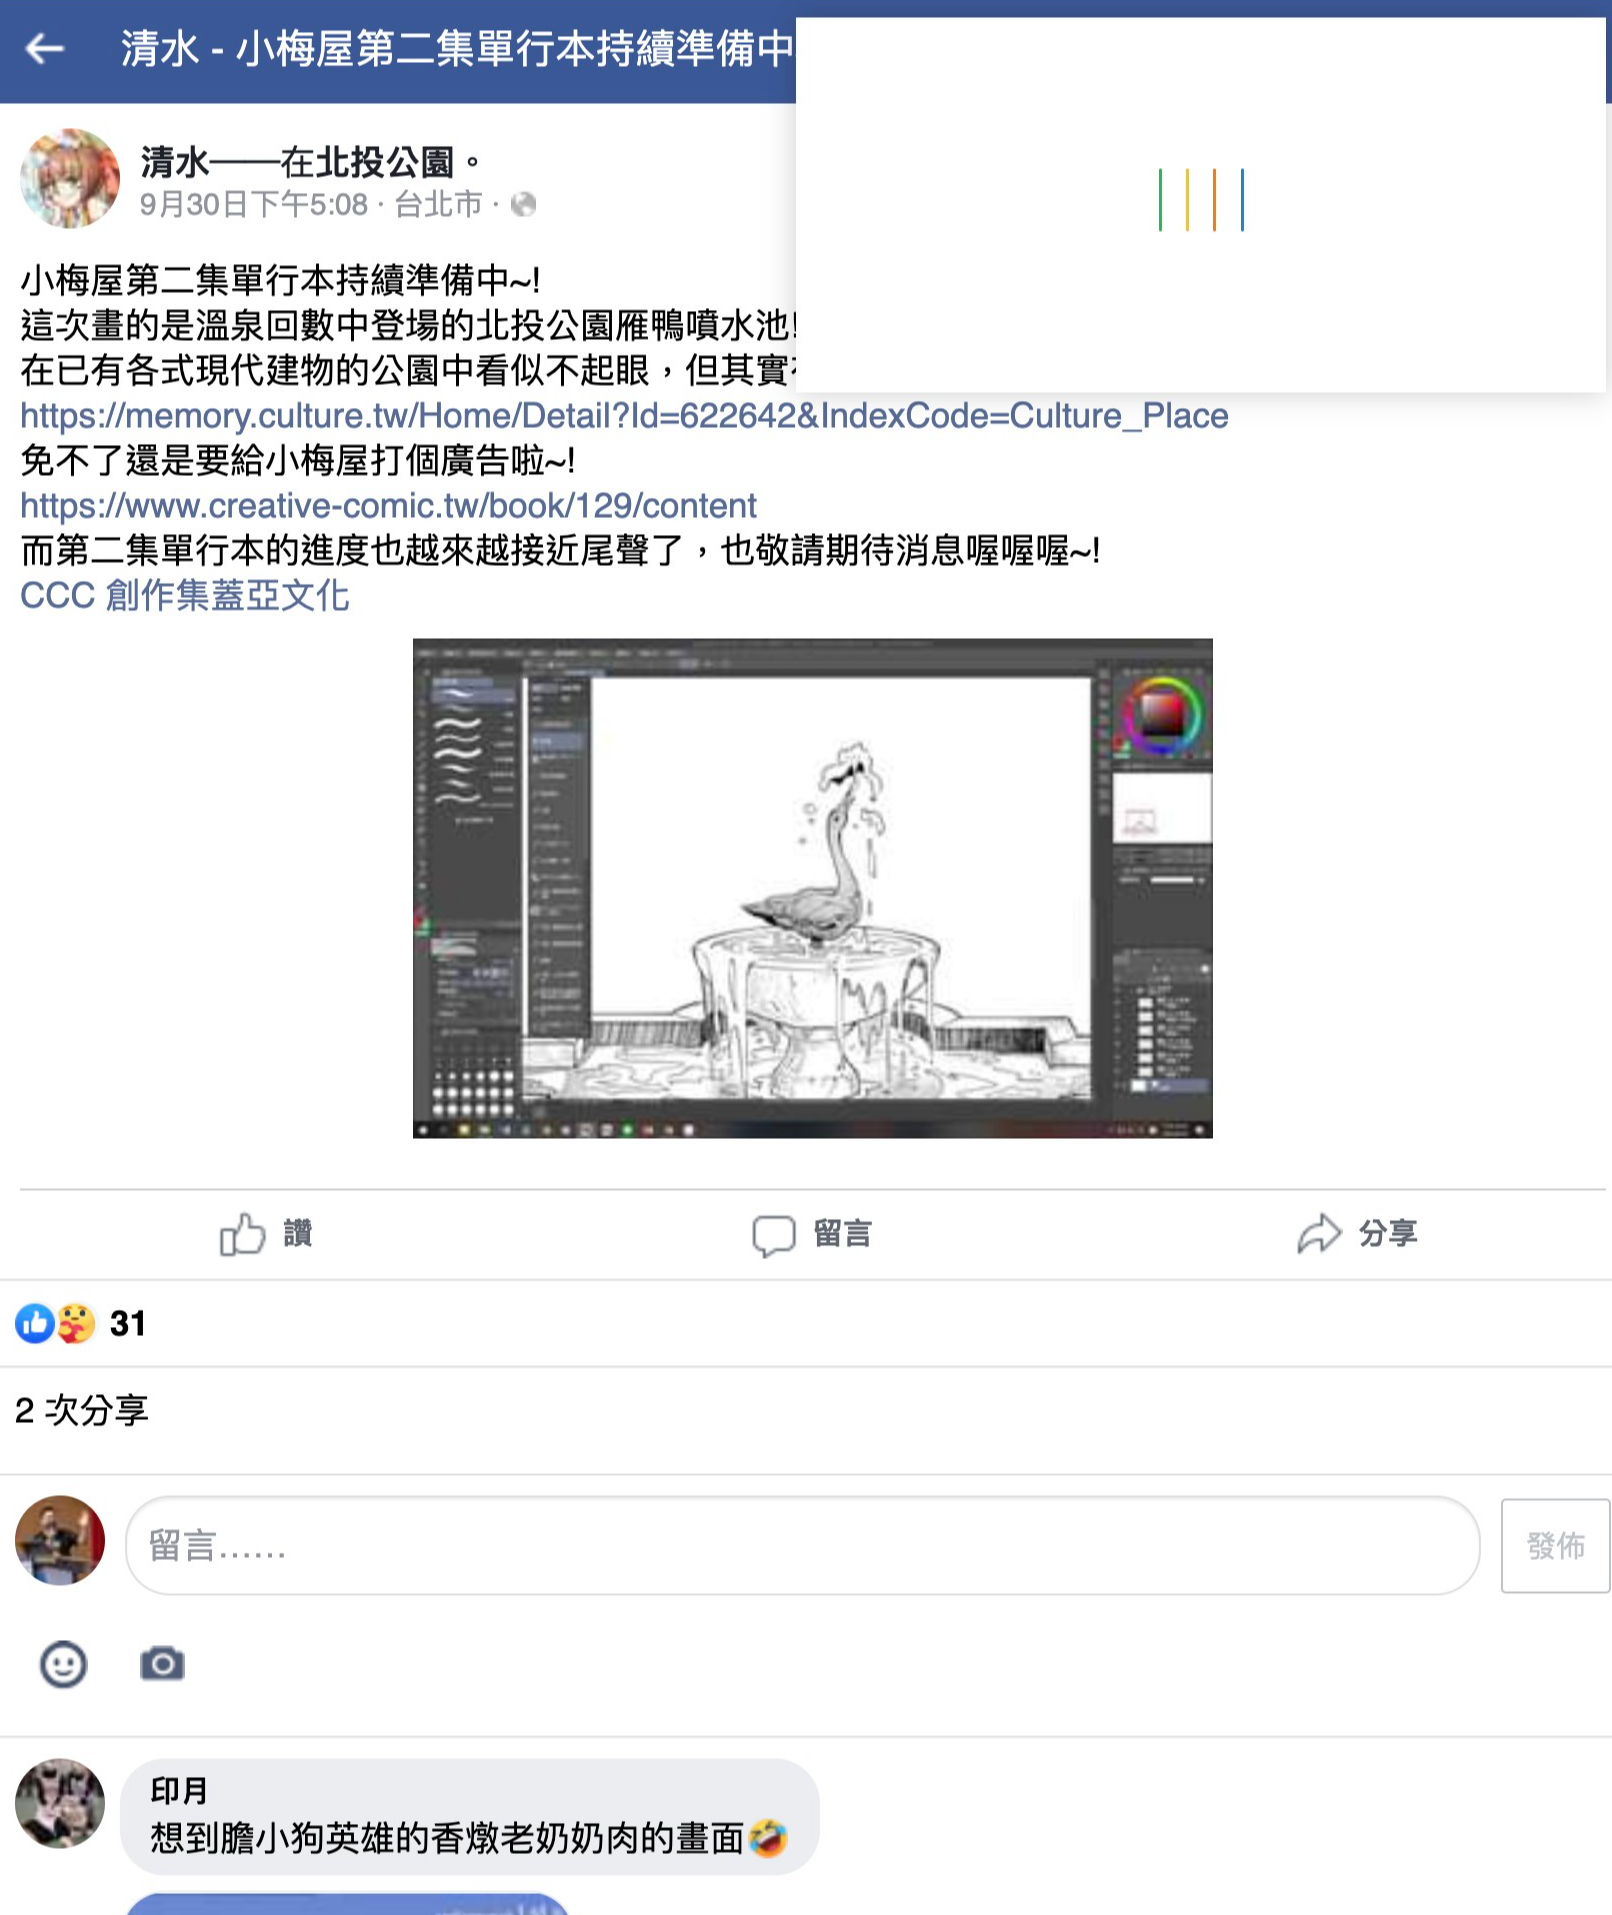 清水 - 小梅屋第二集單行本持續準備中
清水——在北投公園。
9月30日下午5:08 · 台北市 ·
小梅屋第二集單行本持續準備中~!
這次畫的是溫泉回數中登場的北投公園雁鴨噴水池!
在已有各式現代建物的公園中看似不起眼，但其實
https://memory.culture.tw/Home/Detail?Id=622642&IndexCode=Culture_Place
免不了還是要給小梅屋打個廣告啦~!
https://www.creative-comic.tw/book/129/content
而第二集單行本的進度也越來越接近尾聲了，也敬請期待消息喔喔喔~!
CCC 創作集蓋亞文化
讚
留言
分享
31
2 次分享
留言......
發佈
印月
想到膽小狗英雄的香燉老奶奶肉的畫面🤣